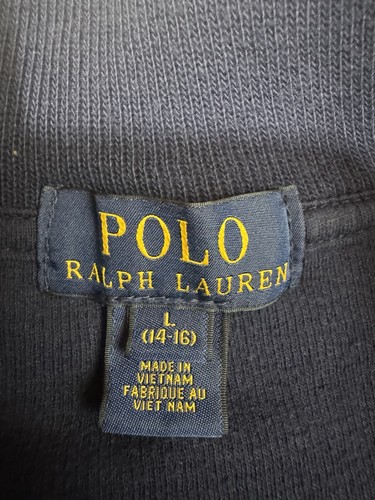 POLO
RALPH LAUREN
L
(14-16)
MADE IN
VIETNAM
FABRIQUE AU
VIET NAM